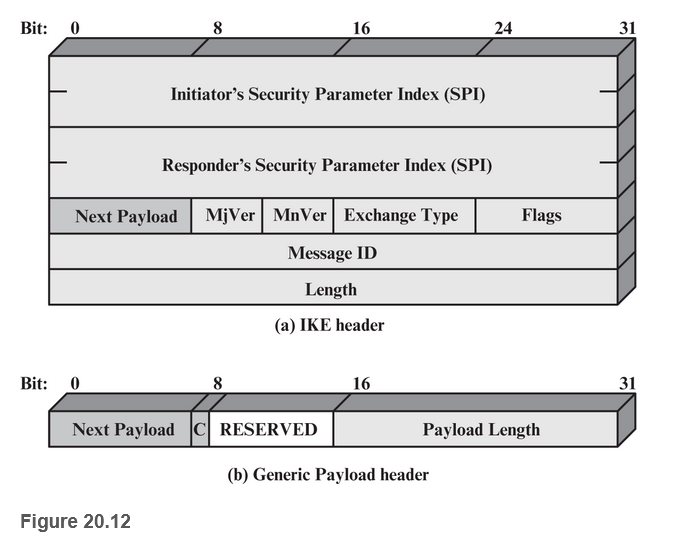 Bit: 0 8 16 24 31
Initiator’s Security Parameter Index (SPI)
Responder’s Security Parameter Index (SPI)
Next Payload MjVer MnVer Exchange Type Flags
Message ID
Length
(a) IKE header
Bit: 0 8 16 31
Next Payload C RESERVED Payload Length
(b) Generic Payload header
Figure 20.12